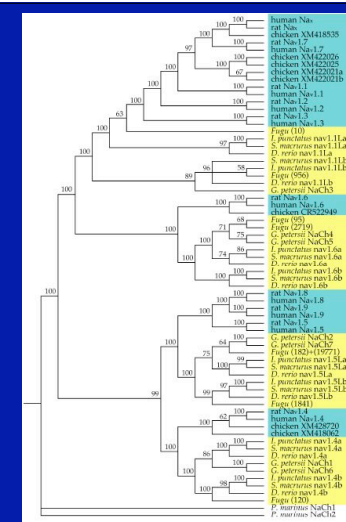 human Nax
rat Nax
chicken XM418535
rat Nav1.7
human Nav1.7
chicken XM422026
chicken XM422025
chicken XM422021a
chicken XM422021b
rat Nav1.1
human Nav1.1
rat Nav1.2
human Nav1.2
rat Nav1.3
human Nav1.3
Fugu (10)
I. punctatus nav1.1La
S. macrurus nav1.1La
D. rerio nav1.1La
S. macrurus nav1.1Lb
I. punctatus nav1.1Lb
Fugu (956)
D. rerio nav1.1Lb
G. petersii NaCh3
rat Nav1.6
human Nav1.6
chicken CR522949
Fugu (95)
Fugu (2719)
G. petersii NaCh4
G. petersii NaCh5
I. punctatus nav1.6a
S. macrurus nav1.6a
D. rerio nav1.6a
I. punctatus nav1.6b
S. macrurus nav1.6b
D. rerio nav1.6b
rat Nav1.8
human Nav1.8
rat Nav1.9
human Nav1.9
rat Nav1.5
human Nav1.5
G. petersii NaCh2
G. petersii NaCh7
Fugu (182)+(19771)
I. punctatus nav1.5La
S. macrurus nav1.5La
D. rerio nav1.5La
I. punctatus nav1.5Lb
S. macrurus nav1.5Lb
D. rerio nav1.5Lb
Fugu (1841)
rat Nav1.4
human Nav1.4
chicken XM428720
chicken XM418062
I. punctatus nav1.4a
S. macrurus nav1.4a
D. rerio nav1.4a
G. petersii NaCh1
G. petersii NaCh6
I. punctatus nav1.4b
S. macrurus nav1.4b
D. rerio nav1.4b
Fugu (120)
P. marinus NaCh1
P. marinus NaCh2